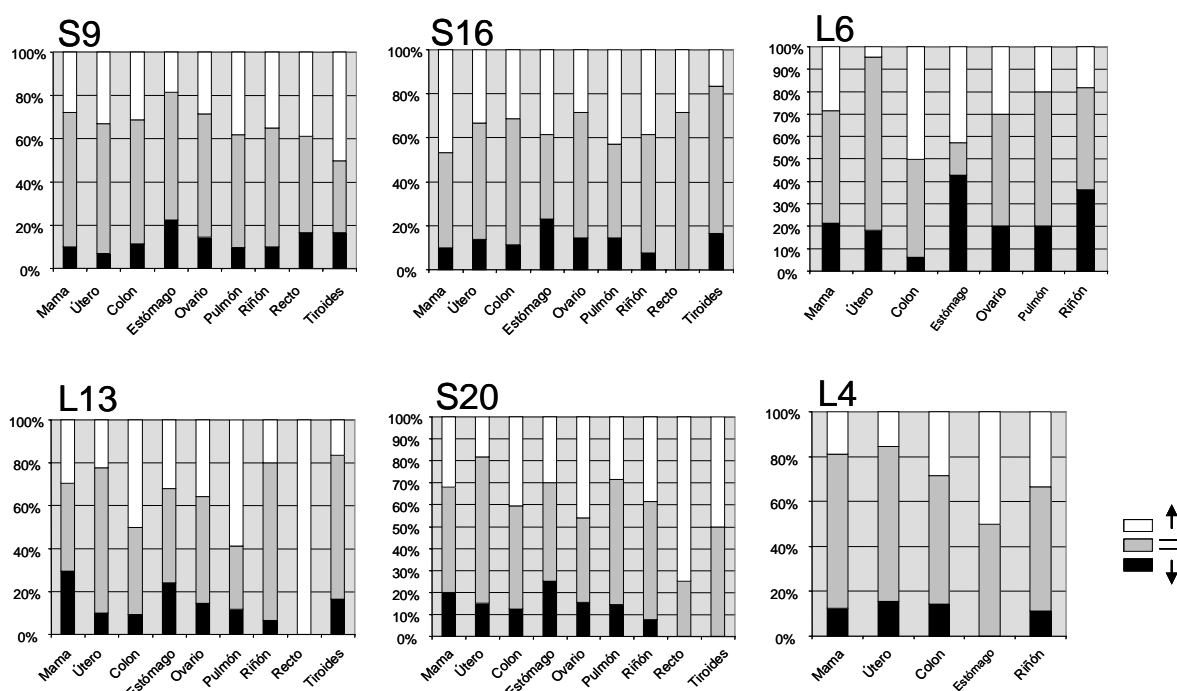 S9
100%
80%
60%
40%
20%
0%
Mama
Útero
Colon
Estómago
Ovario
Pulmón
Riñón
Recto
Tiroides
S16
100%
80%
60%
40%
20%
0%
Mama
Útero
Colon
Estómago
Ovario
Pulmón
Riñón
Recto
Tiroides
L6
100%
90%
80%
70%
60%
50%
40%
30%
20%
10%
0%
Mama
Útero
Colon
Estómago
Ovario
Pulmón
Riñón
L13
100%
80%
60%
40%
20%
0%
Mama
Útero
Colon
Estómago
Ovario
Pulmón
Riñón
Recto
Tiroides
S20
100%
90%
80%
70%
60%
50%
40%
30%
20%
10%
0%
Mama
Útero
Colon
Estómago
Ovario
Pulmón
Riñón
Recto
Tiroides
L4
100%
80%
60%
40%
20%
0%
Mama
Útero
Colon
Estómago
Riñón